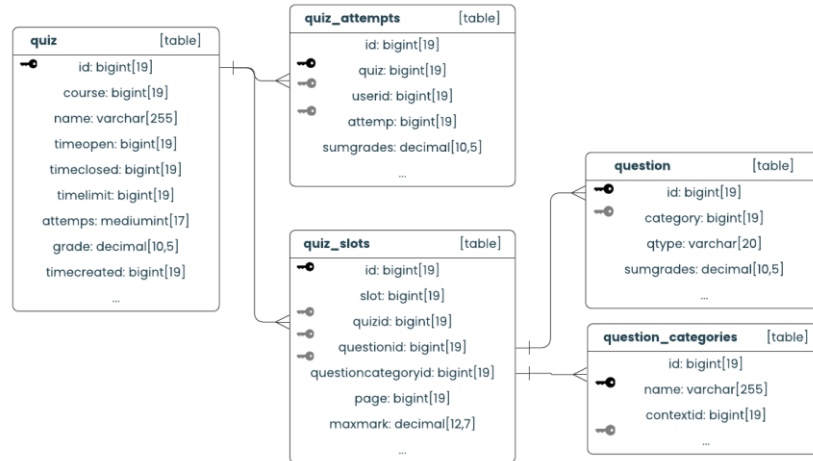 quiz [table]
id: bigint[19]
course: bigint[19]
name: varchar[255]
timeopen: bigint[19]
timeclosed: bigint[19]
timelimit: bigint[19]
attemps: mediumint[17]
grade: decimal[10,5]
timecreated: bigint[19]
...
quiz_attempts [table]
id: bigint[19]
quiz: bigint[19]
userid: bigint[19]
attemp: bigint[19]
sumgrades: decimal[10,5]
...
quiz_slots [table]
id: bigint[19]
slot: bigint[19]
quizid: bigint[19]
questionid: bigint[19]
questioncategoryid: bigint[19]
page: bigint[19]
maxmark: decimal[12,7]
...
question [table]
id: bigint[19]
category: bigint[19]
qtype: varchar[20]
sumgrades: decimal[10,5]
...
question_categories [table]
id: bigint[19]
name: varchar[255]
contextid: bigint[19]
...